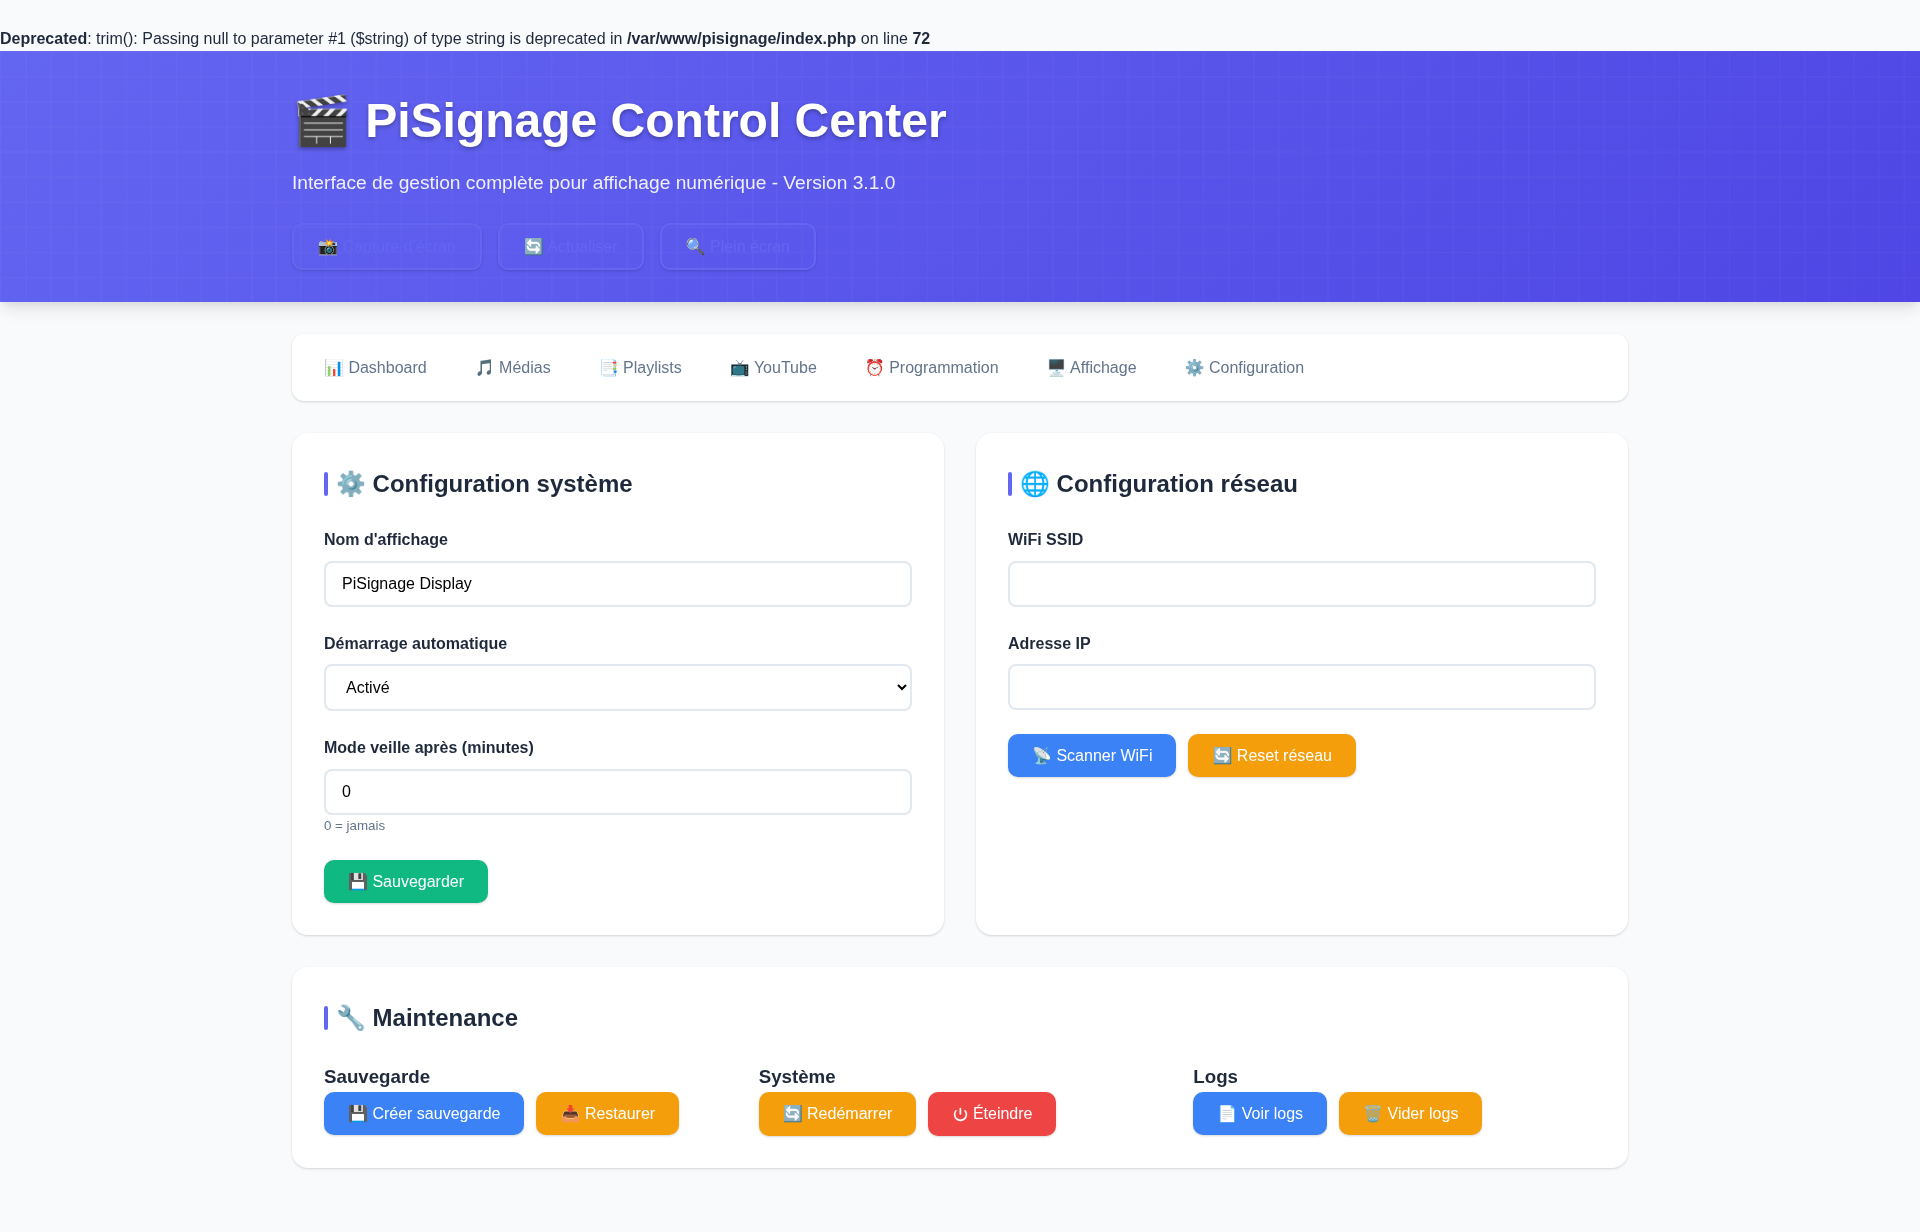 Deprecated: trim(): Passing null to parameter #1 ($string) of type string is deprecated in /var/www/pisignage/index.php on line 72
🎬 PiSignage Control Center
Interface de gestion complète pour affichage numérique - Version 3.1.0
📸 Capture d'écran 🔄 Actualiser 🔍 Plein écran
📊 Dashboard 🎵 Médias 📑 Playlists 📺 YouTube ⏰ Programmation 🖥️ Affichage ⚙️ Configuration
⚙️ Configuration système
Nom d'affichage
PiSignage Display
Démarrage automatique
Activé
Mode veille après (minutes)
0
0 = jamais
💾 Sauvegarder
🌐 Configuration réseau
WiFi SSID
Adresse IP
📡 Scanner WiFi 🔄 Reset réseau
🔧 Maintenance
Sauvegarde
💾 Créer sauvegarde 📥 Restaurer
Système
🔄 Redémarrer ⏻ Éteindre
Logs
📄 Voir logs 🗑️ Vider logs